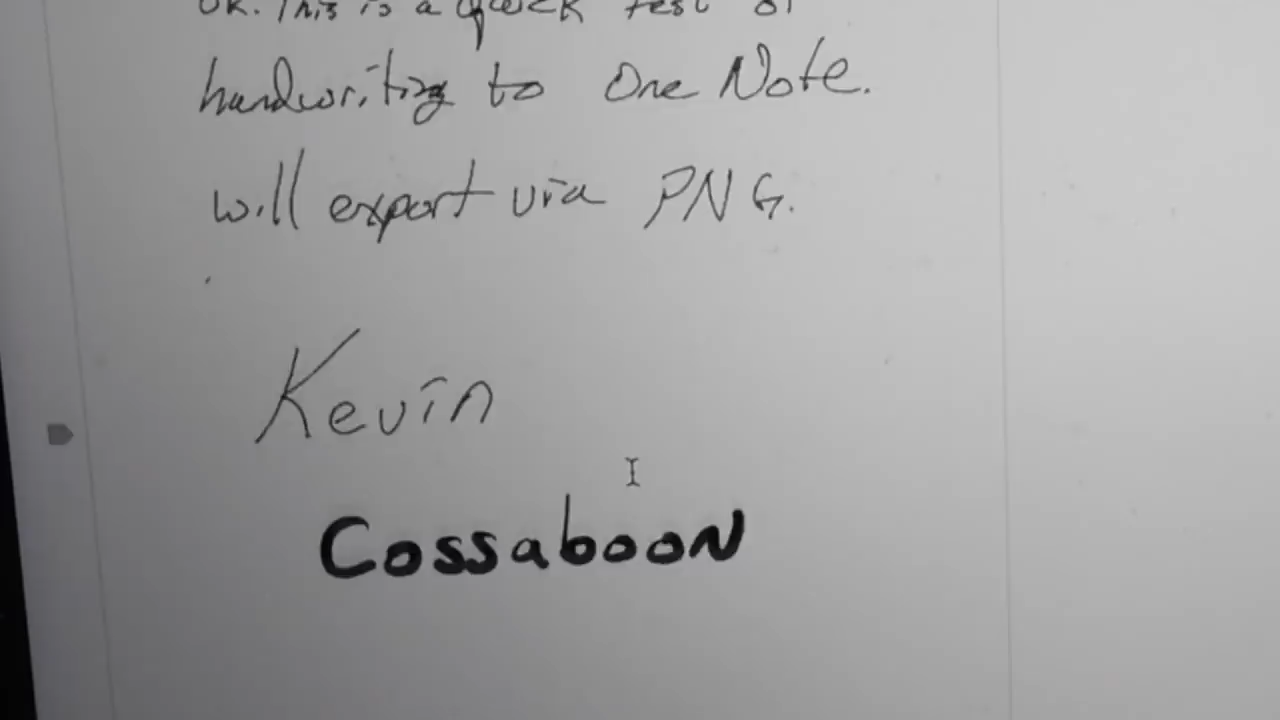 OK. This is a quick test of
handwriting to One Note.
will export via PNG.
Kevin
Cossaboon